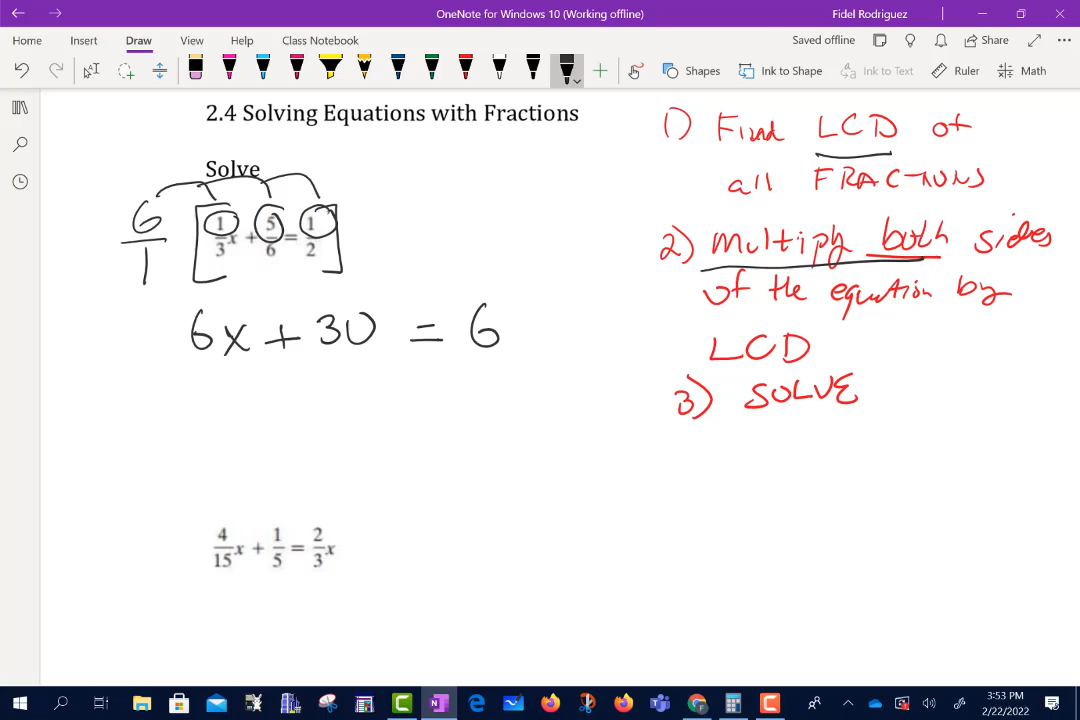 OneNote for Windows 10 (Working offline)
Fidel Rodriguez
Home Insert Draw View Help Class Notebook
Saved offline
Share
Shapes
Ink to Shape
Ink to Text
Ruler
Math
2.4 Solving Equations with Fractions
Solve
6/1 [1/3 x + 5/6 = 1/2]
6x + 30 = 6
4/15 x + 1/5 = 2/3 x
1) Find LCD of
all FRACTIONS
2) multiply both sides
of the equation by
LCD
3) SOLVE
3:53 PM
2/22/2022